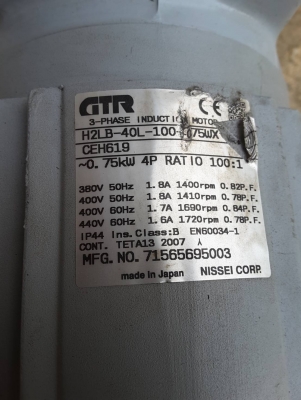 GTR CE
3-PHASE INDUCTION MOTOR
H2LB-40L-100- 75WX
CEH619
~0.75kW 4P RATIO 100:1
380V 50Hz 1.8A 1400rpm 0.82P.F.
400V 50Hz 1.8A 1410rpm 0.78P.F.
400V 60Hz 1.7A 1690rpm 0.84P.F.
440V 60Hz 1.6A 1720rpm 0.78P.F.
IP44 Ins.Class:B EN60034-1
CONT. TETA13 2007 A
MFG.NO.71565695003
made in Japan NISSEI CORP.